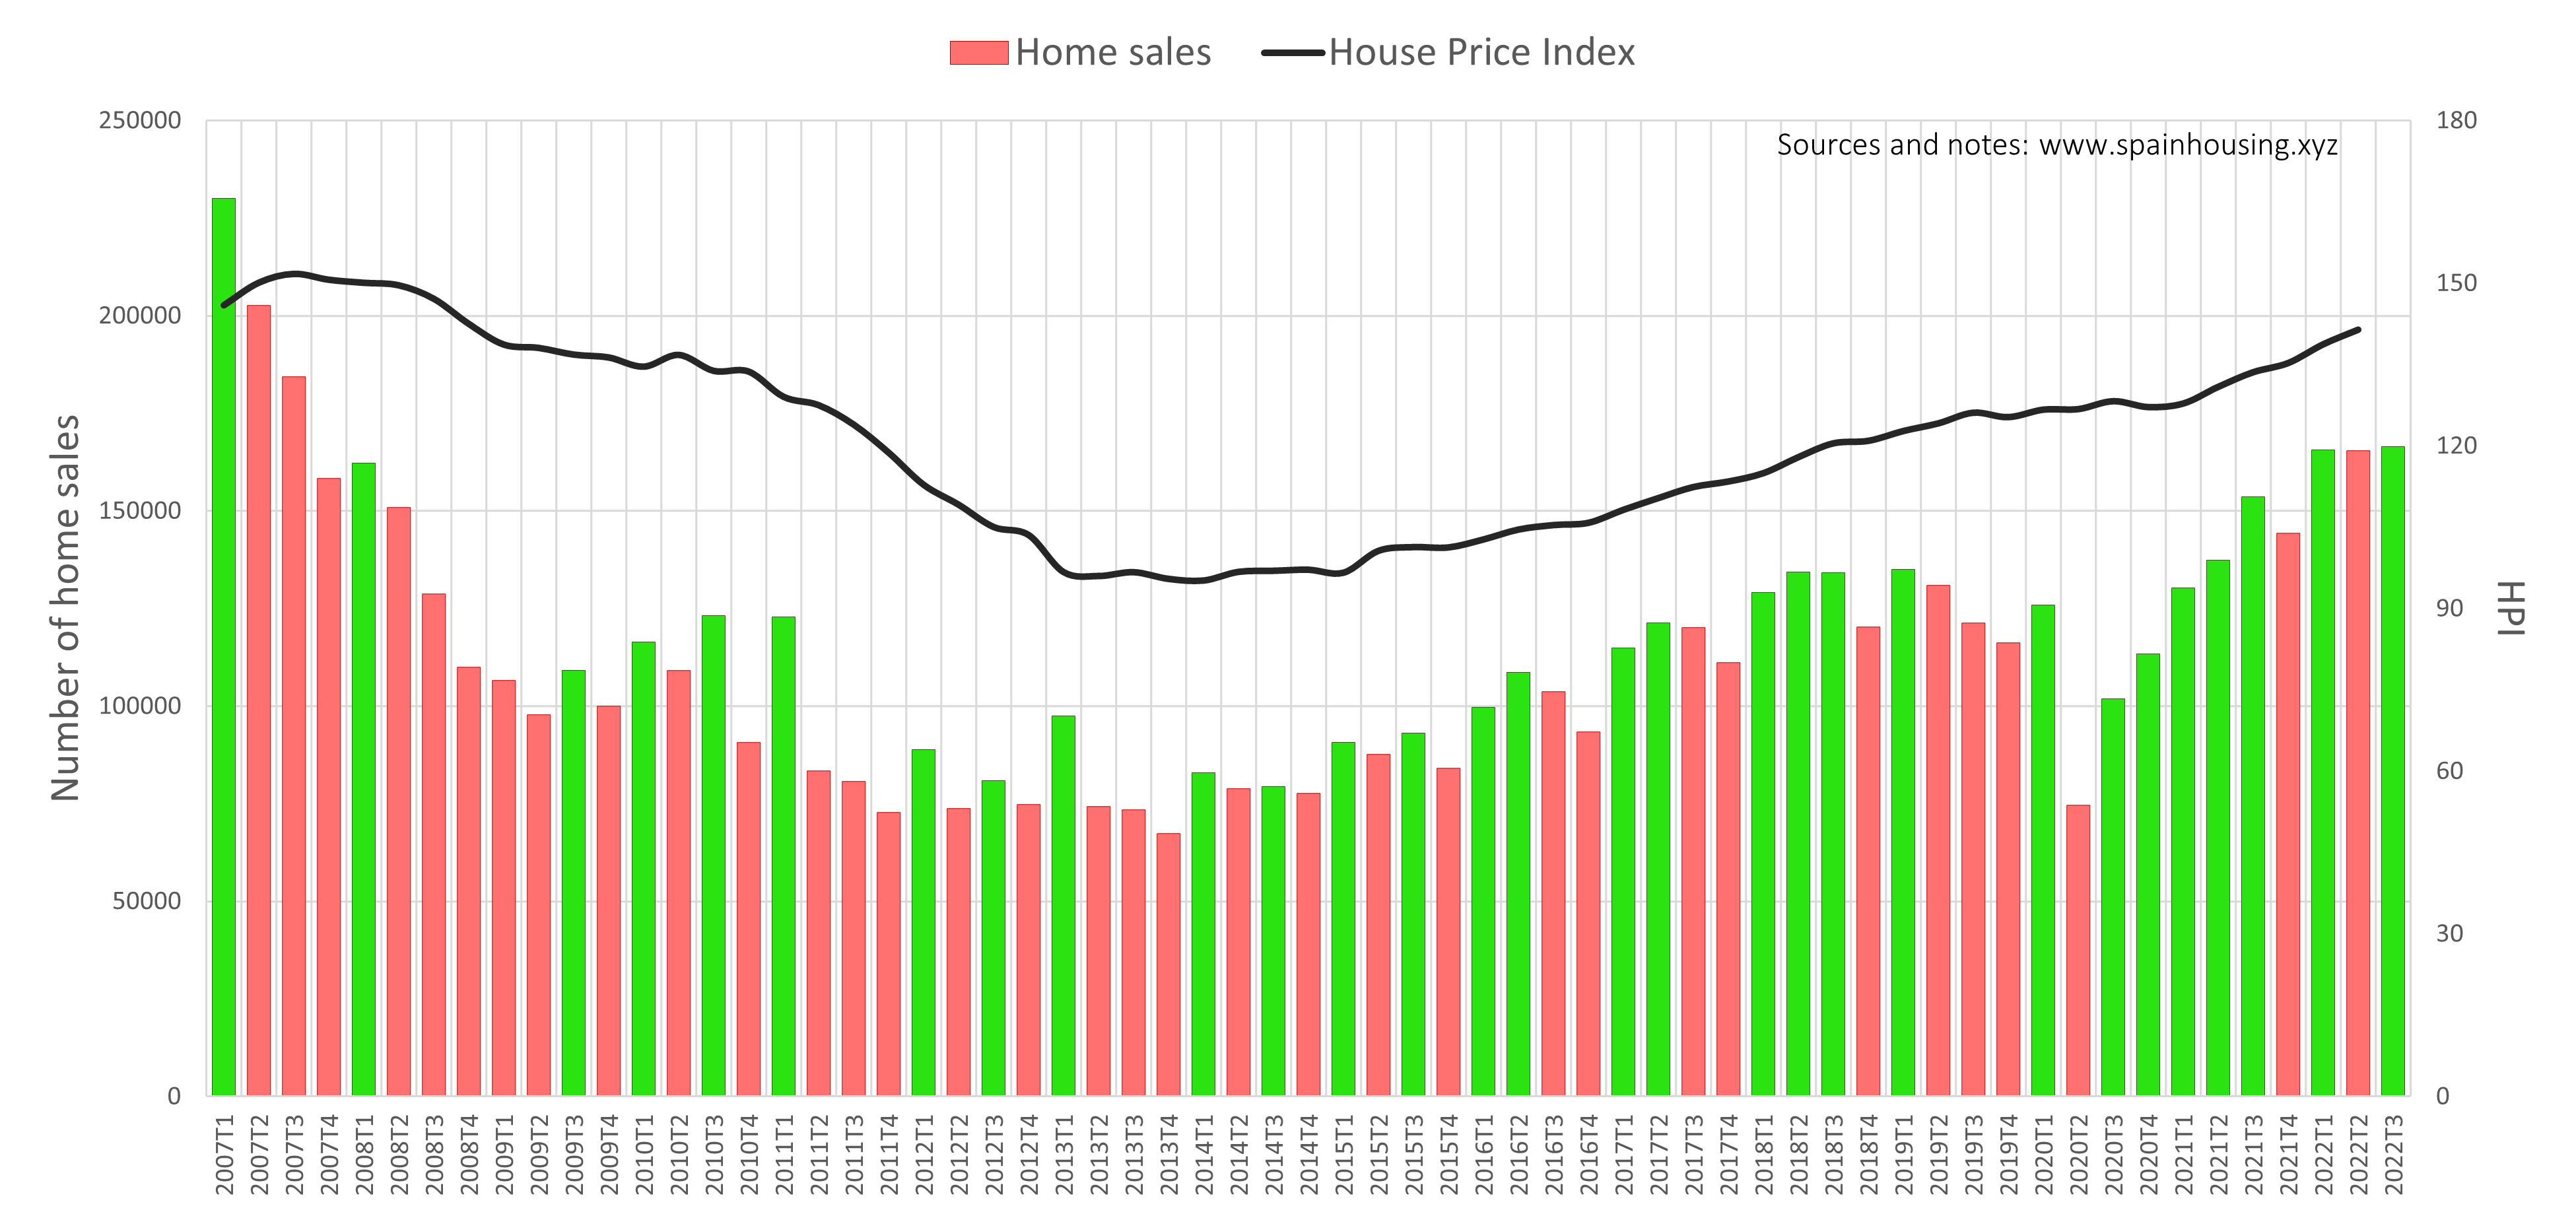 Home sales House Price Index
Sources and notes: www.spainhousing.xyz
Number of home sales
250000
200000
150000
100000
50000
0
180
150
120
90
60
30
0
HPI
2007T1
2007T2
2007T3
2007T4
2008T1
2008T2
2008T3
2008T4
2009T1
2009T2
2009T3
2009T4
2010T1
2010T2
2010T3
2010T4
2011T1
2011T2
2011T3
2011T4
2012T1
2012T2
2012T3
2012T4
2013T1
2013T2
2013T3
2013T4
2014T1
2014T2
2014T3
2014T4
2015T1
2015T2
2015T3
2015T4
2016T1
2016T2
2016T3
2016T4
2017T1
2017T2
2017T3
2017T4
2018T1
2018T2
2018T3
2018T4
2019T1
2019T2
2019T3
2019T4
2020T1
2020T2
2020T3
2020T4
2021T1
2021T2
2021T3
2021T4
2022T1
2022T2
2022T3